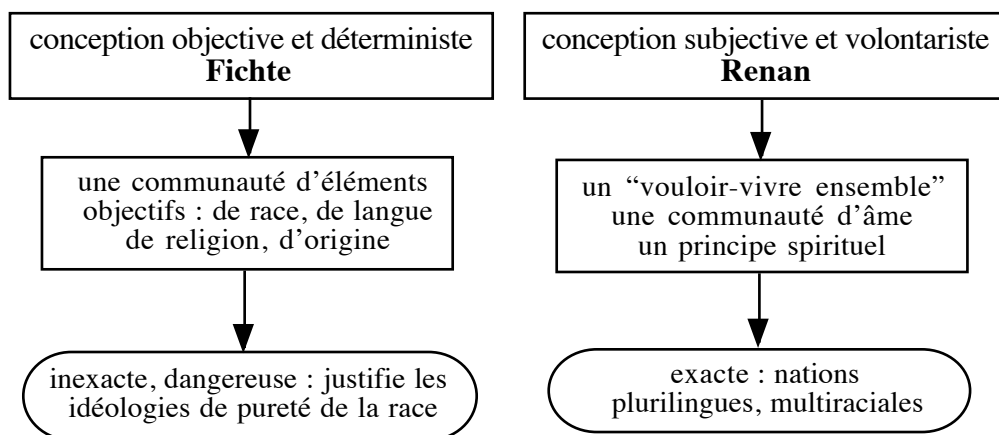 conception objective et déterministe
Fichte
une communauté d'éléments
objectifs : de race, de langue
de religion, d'origine
inexacte, dangereuse : justifie les
idéologies de pureté de la race
conception subjective et volontariste
Renan
un “vouloir-vivre ensemble”
une communauté d'âme
un principe spirituel
exacte : nations
plurilingues, multiraciales